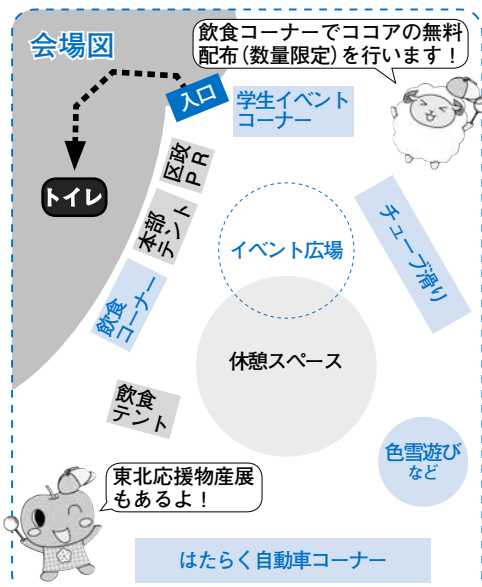 会場図
飲食コーナーでココアの無料
配布(数量限定)を行います！
入口
学生イベント
コーナー
区政
PR
トイレ
本部
テント
イベント広場
チューブ滑り
飲食
コーナー
休憩スペース
飲食
テント
色雪遊び
など
東北応援物産展
もあるよ！
はたらく自動車コーナー